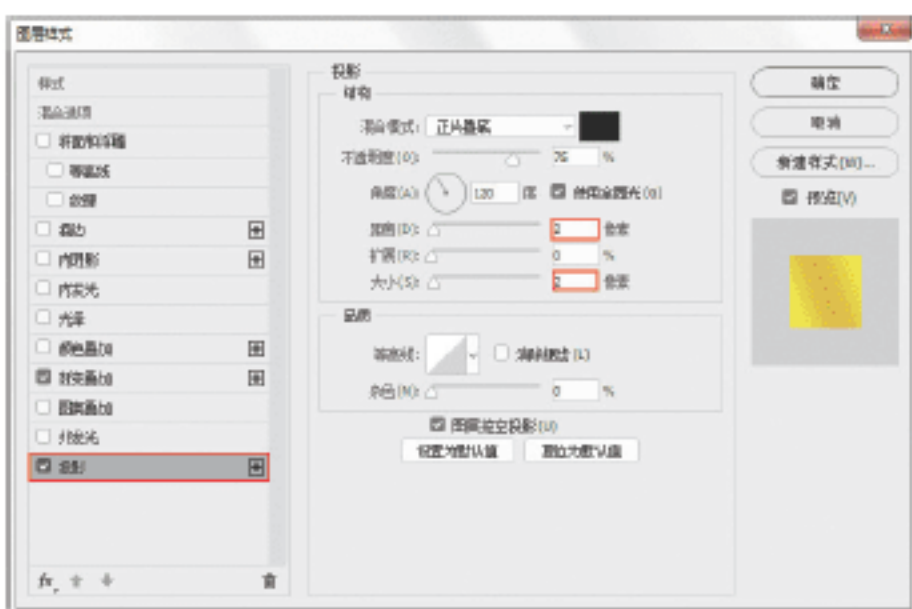 图层样式
样式
混合选项
斜面和浮雕
等高线
纹理
描边
内阴影
内发光
光泽
颜色叠加
渐变叠加
图案叠加
外发光
投影
fx
投影
结构
混合模式: 正片叠底
不透明度(O): 75 %
角度(A): 120 度 使用全局光(G)
距离(D): 2 像素
扩展(R): 0 %
大小(S): 2 像素
品质
等高线: 消除锯齿(L)
杂色(N): 0 %
图层挖空投影(U)
设置为默认值 复位为默认值
确定
取消
新建样式(W)...
预览(V)